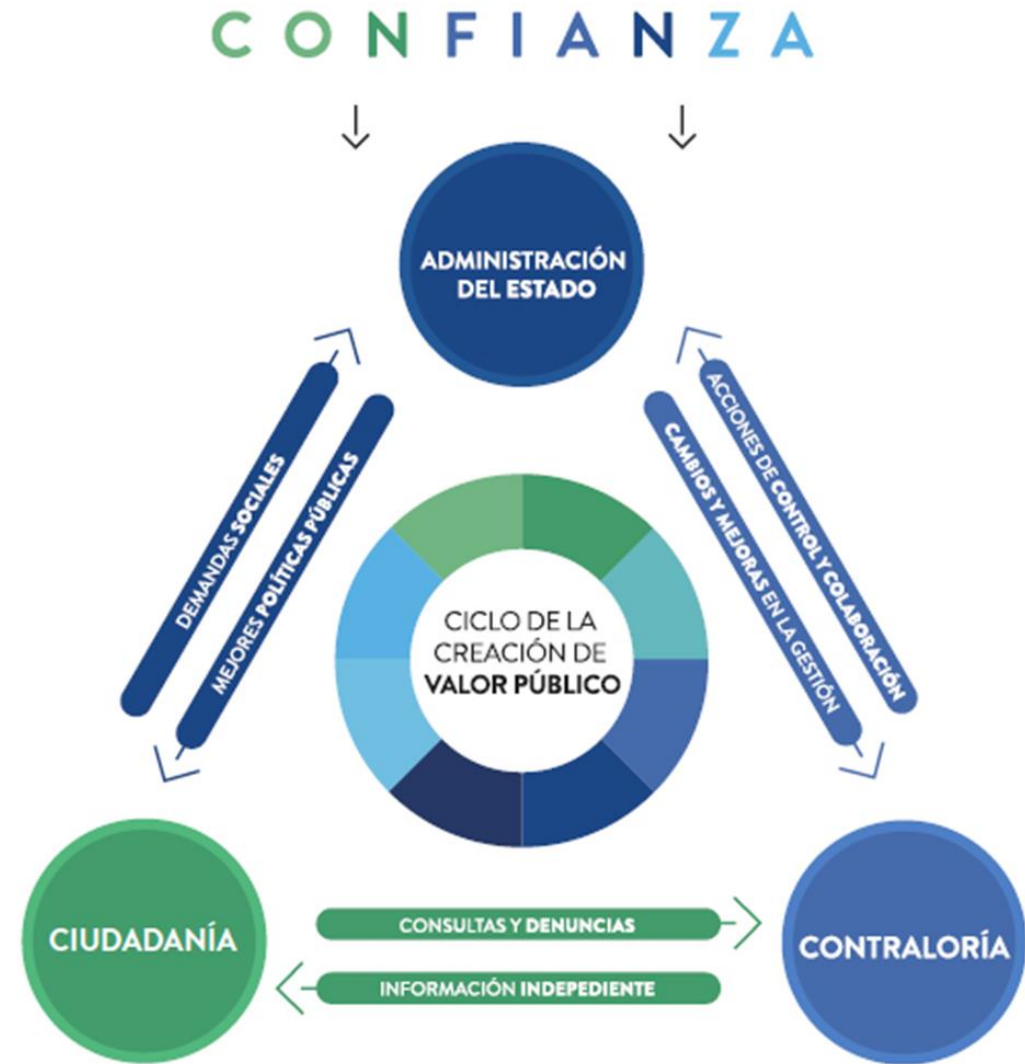 CONFIANZA
ADMINISTRACIÓN
DEL ESTADO
DEMANDAS SOCIALES
MEJORES POLÍTICAS PÚBLICAS
CAMBIOS Y MEJORAS EN LA GESTIÓN
ACCIONES DE CONTROL Y COLABORACIÓN
CICLO DE LA
CREACIÓN DE
VALOR PÚBLICO
CIUDADANÍA
CONSULTAS Y DENUNCIAS
INFORMACIÓN INDEPEDIENTE
CONTRALORÍA